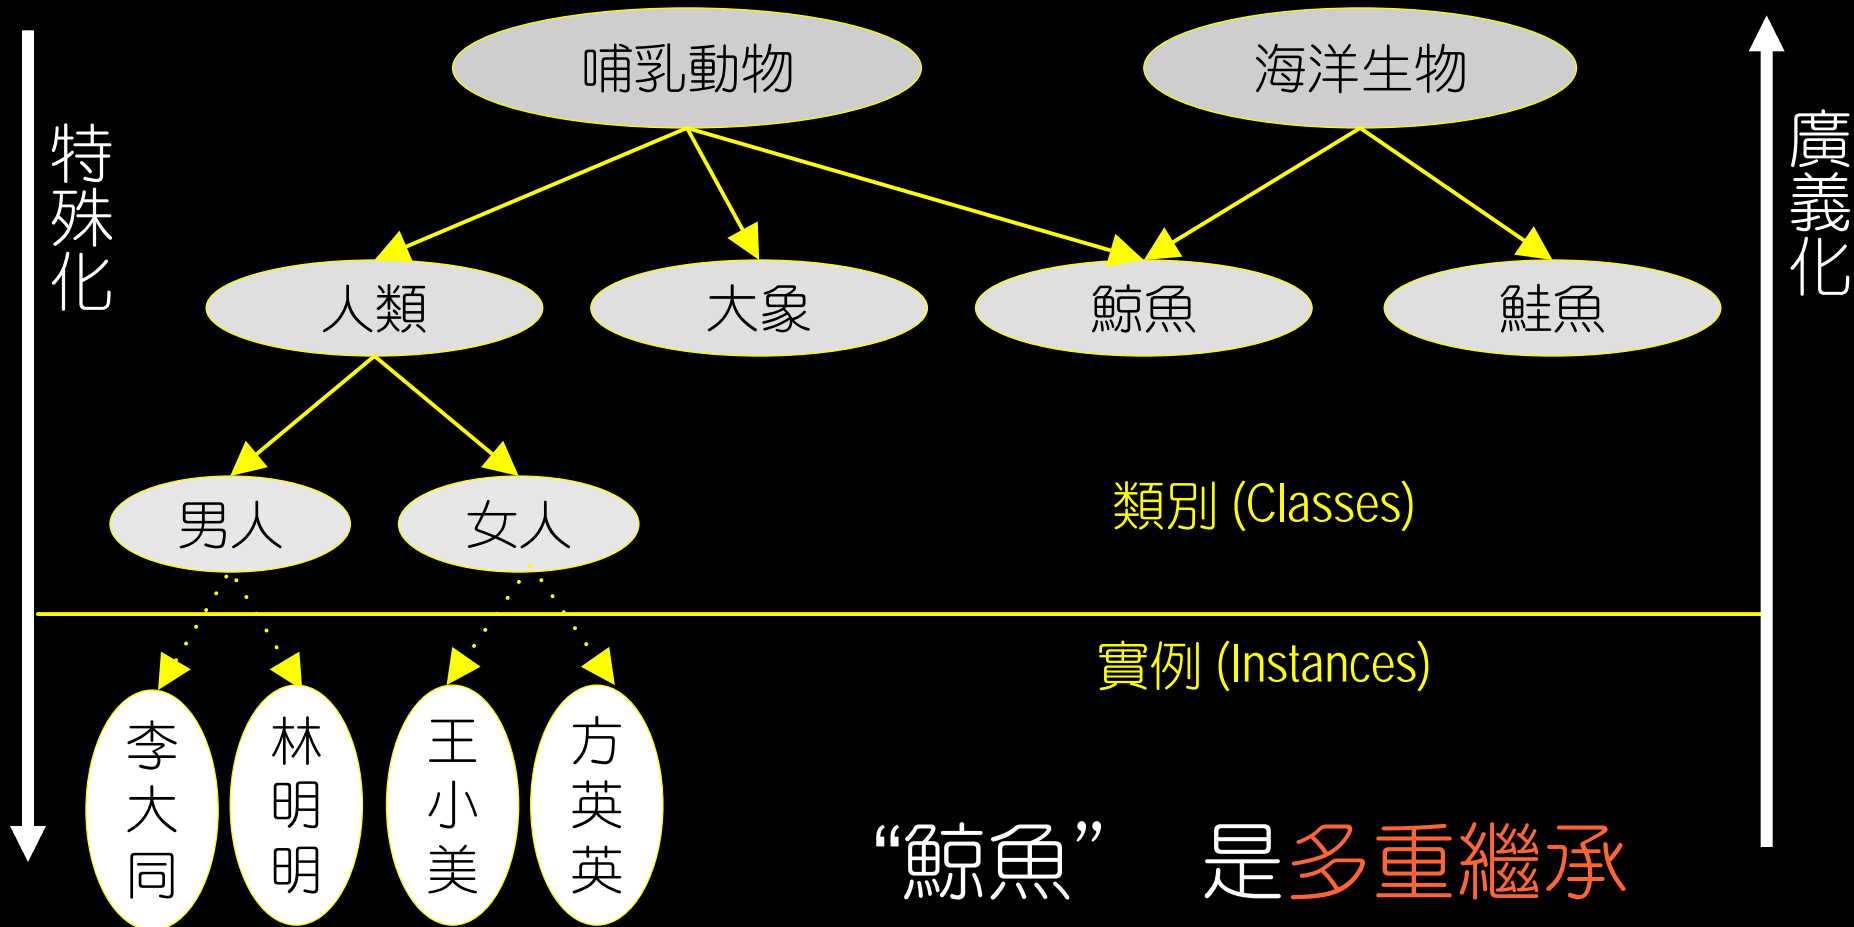 哺乳動物
海洋生物
特殊化
廣義化
人類
大象
鯨魚
鮭魚
男人
女人
類別 (Classes)
實例 (Instances)
李大同
林明明
王小美
方英英
“鯨魚” 是多重繼承